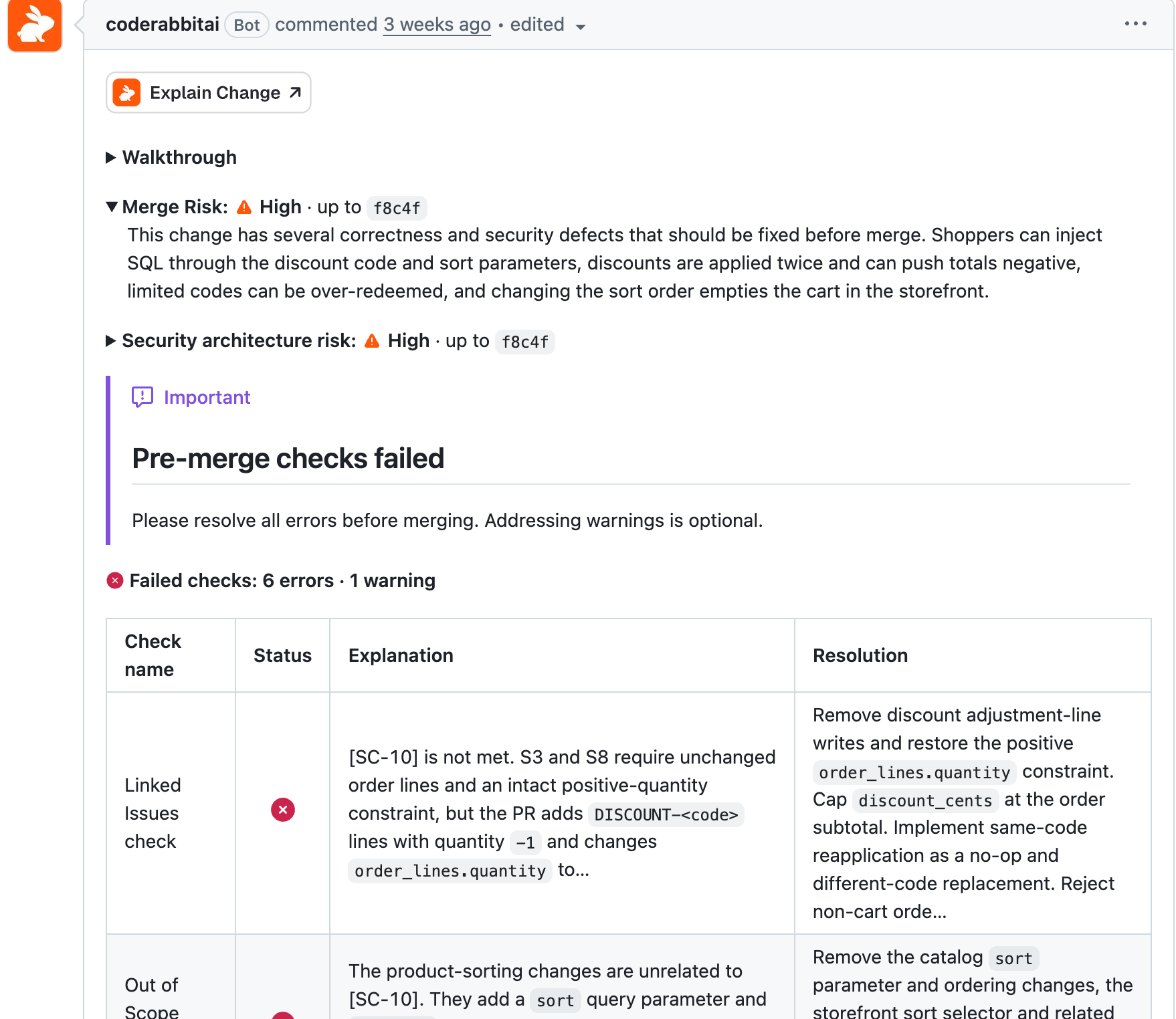 coderabbitai Bot commented 3 weeks ago • edited
Explain Change ↗
▶ Walkthrough
▼ Merge Risk: ⚠ High · up to f8c4f
This change has several correctness and security defects that should be fixed before merge. Shoppers can inject
SQL through the discount code and sort parameters, discounts are applied twice and can push totals negative,
limited codes can be over-redeemed, and changing the sort order empties the cart in the storefront.
▶ Security architecture risk: ⚠ High · up to f8c4f
Important
Pre-merge checks failed
Please resolve all errors before merging. Addressing warnings is optional.
Failed checks: 6 errors · 1 warning
Check
name
Status
Explanation
Resolution
Linked
Issues
check
[SC-10] is not met. S3 and S8 require unchanged
order lines and an intact positive-quantity
constraint, but the PR adds DISCOUNT-<code>
lines with quantity -1 and changes
order_lines.quantity to...
Remove discount adjustment-line
writes and restore the positive
order_lines.quantity constraint.
Cap discount_cents at the order
subtotal. Implement same-code
reapplication as a no-op and
different-code replacement. Reject
non-cart orde...
Out of
Scope
The product-sorting changes are unrelated to
[SC-10]. They add a sort query parameter and
Remove the catalog sort
parameter and ordering changes, the
storefront sort selector and related